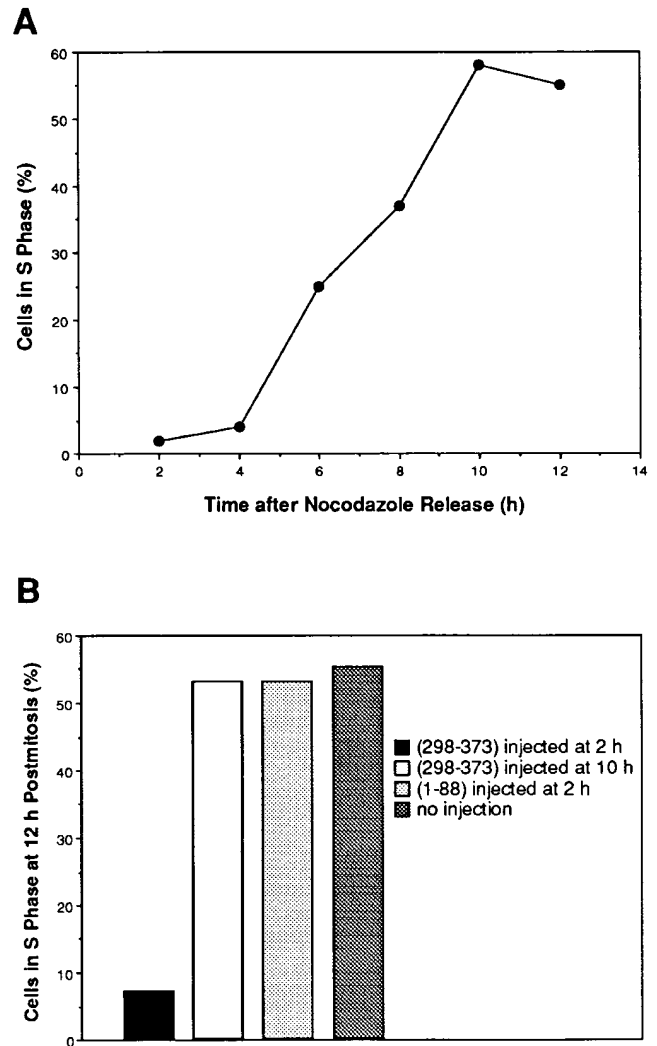 A
60
50
40
30
20
10
0
Cells in S Phase (%)
0 2 4 6 8 10 12 14
Time after Nocodazole Release (h)
B
60
50
40
30
20
10
0
Cells in S Phase at 12 h Postmitosis (%)
(298-373) injected at 2 h
(298-373) injected at 10 h
(1-88) injected at 2 h
no injection